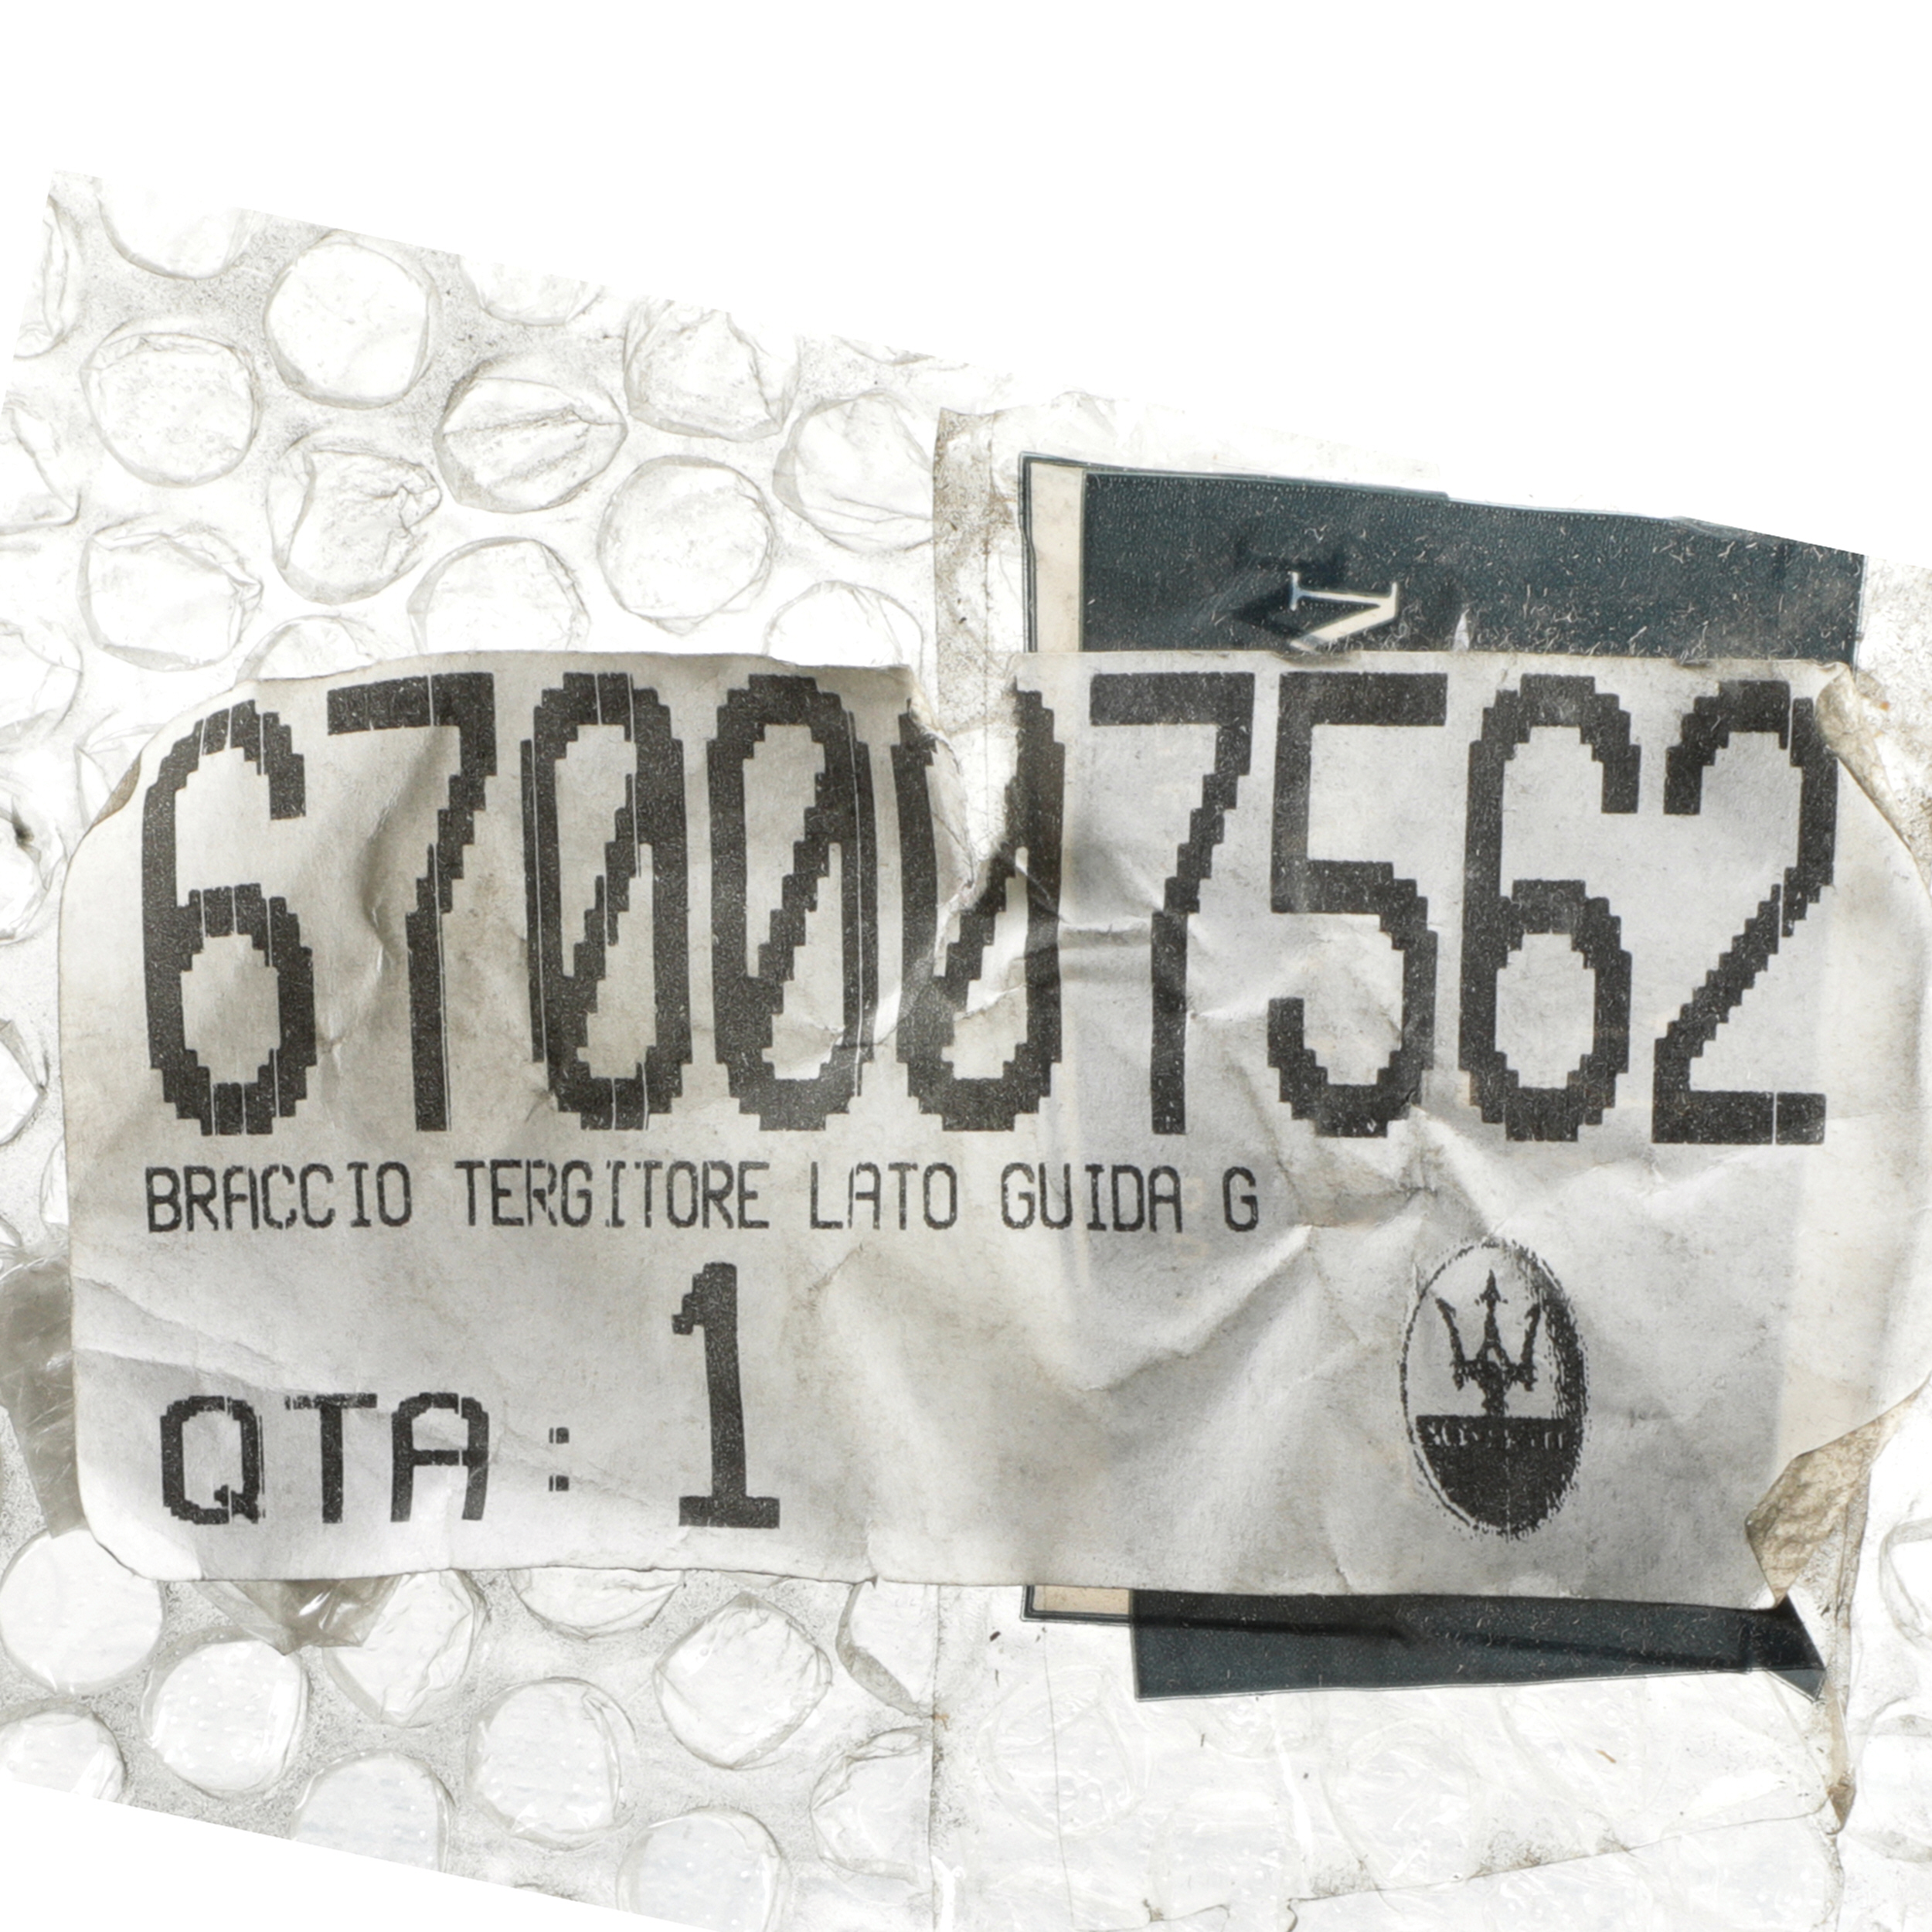 670007562
BRACCIO TERGITORE LATO GUIDA G
QTA: 1